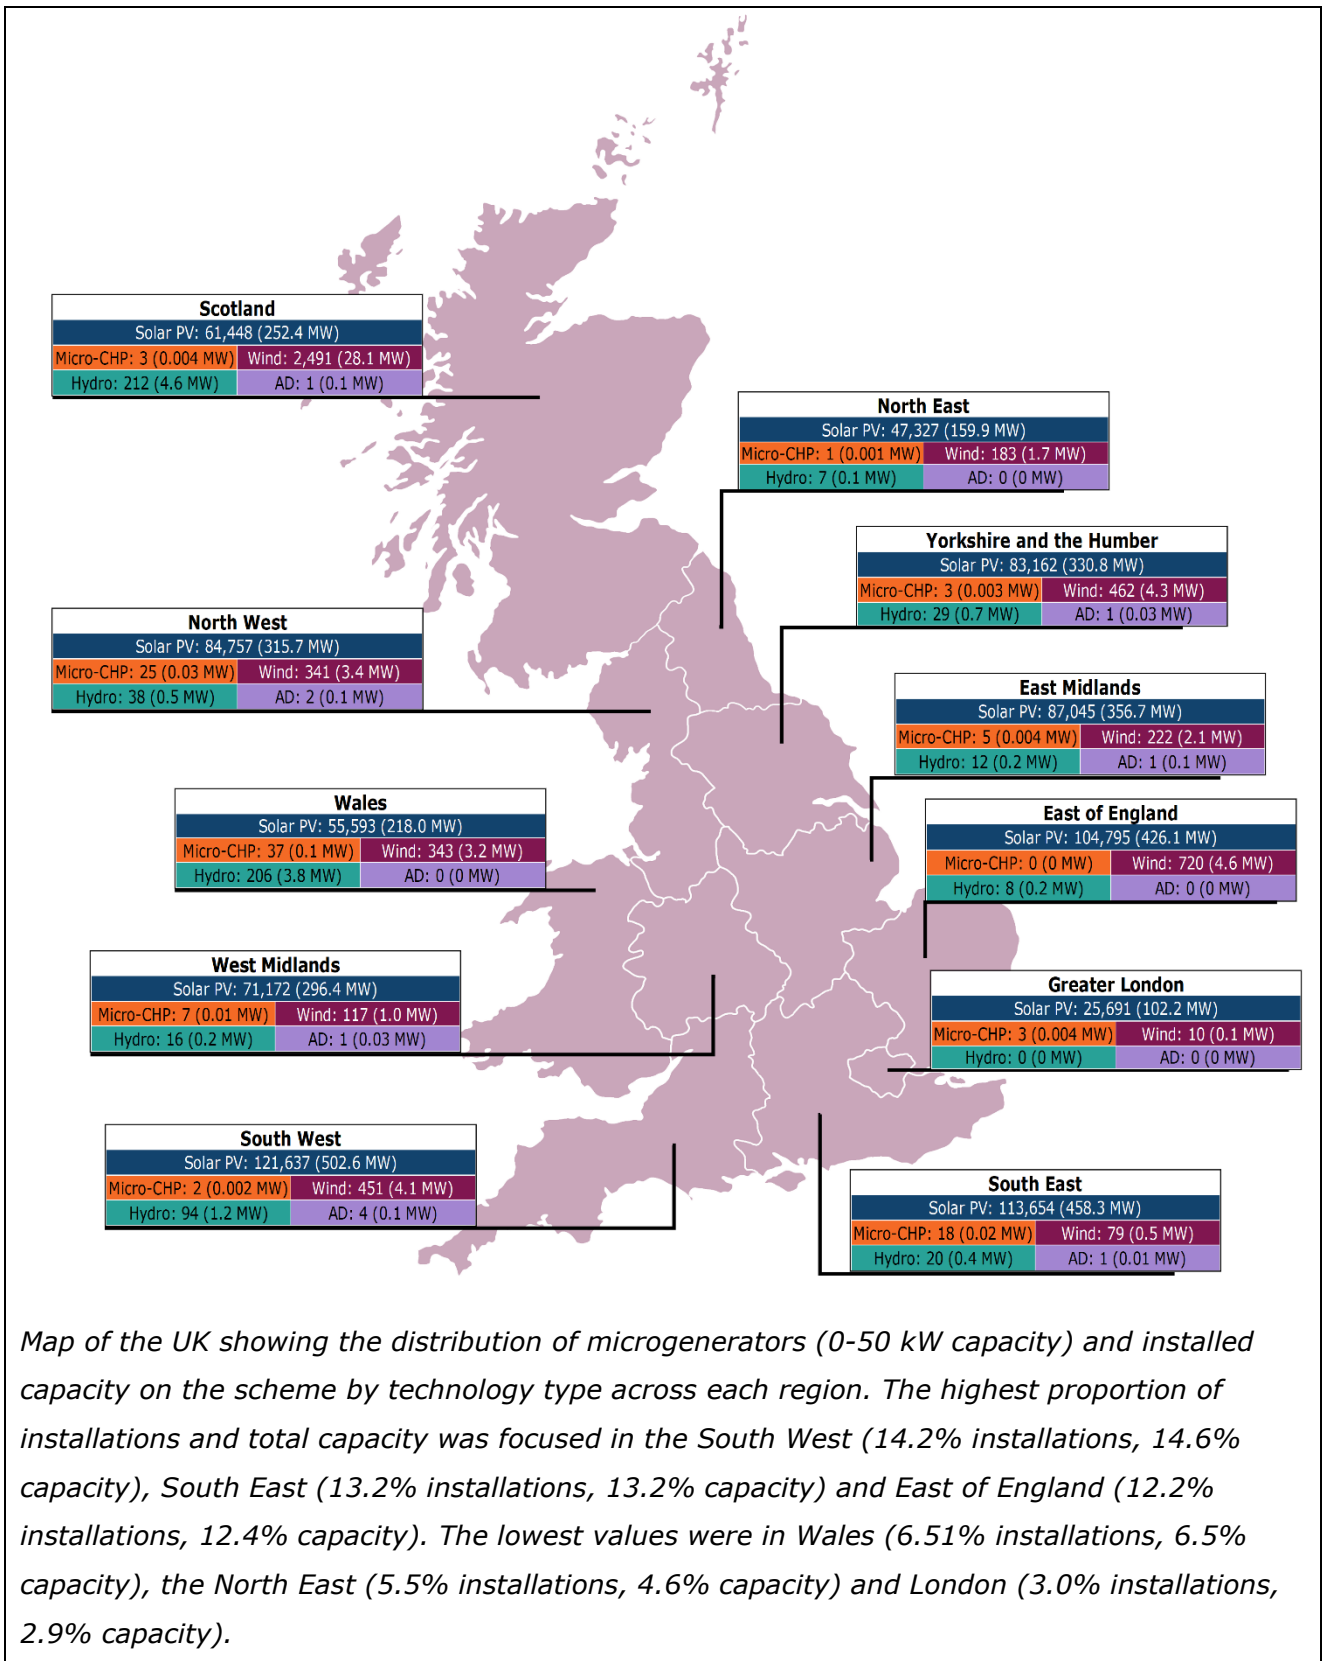 Scotland
Solar PV: 61,448 (252.4 MW)
Micro-CHP: 3 (0.004 MW) Wind: 2,491 (28.1 MW)
Hydro: 212 (4.6 MW) AD: 1 (0.1 MW)
North East
Solar PV: 47,327 (159.9 MW)
Micro-CHP: 1 (0.001 MW) Wind: 183 (1.7 MW)
Hydro: 7 (0.1 MW) AD: 0 (0 MW)
Yorkshire and the Humber
Solar PV: 83,162 (330.8 MW)
Micro-CHP: 3 (0.003 MW) Wind: 462 (4.3 MW)
Hydro: 29 (0.7 MW) AD: 1 (0.03 MW)
North West
Solar PV: 84,757 (315.7 MW)
Micro-CHP: 25 (0.03 MW) Wind: 341 (3.4 MW)
Hydro: 38 (0.5 MW) AD: 2 (0.1 MW)
East Midlands
Solar PV: 87,045 (356.7 MW)
Micro-CHP: 5 (0.004 MW) Wind: 222 (2.1 MW)
Hydro: 12 (0.2 MW) AD: 1 (0.1 MW)
Wales
Solar PV: 55,593 (218.0 MW)
Micro-CHP: 37 (0.1 MW) Wind: 343 (3.2 MW)
Hydro: 206 (3.8 MW) AD: 0 (0 MW)
East of England
Solar PV: 104,795 (426.1 MW)
Micro-CHP: 0 (0 MW) Wind: 720 (4.6 MW)
Hydro: 8 (0.2 MW) AD: 0 (0 MW)
West Midlands
Solar PV: 71,172 (296.4 MW)
Micro-CHP: 7 (0.01 MW) Wind: 117 (1.0 MW)
Hydro: 16 (0.2 MW) AD: 1 (0.03 MW)
Greater London
Solar PV: 25,691 (102.2 MW)
Micro-CHP: 3 (0.004 MW) Wind: 10 (0.1 MW)
Hydro: 0 (0 MW) AD: 0 (0 MW)
South West
Solar PV: 121,637 (502.6 MW)
Micro-CHP: 2 (0.002 MW) Wind: 451 (4.1 MW)
Hydro: 94 (1.2 MW) AD: 4 (0.1 MW)
South East
Solar PV: 113,654 (458.3 MW)
Micro-CHP: 18 (0.02 MW) Wind: 79 (0.5 MW)
Hydro: 20 (0.4 MW) AD: 1 (0.01 MW)
Map of the UK showing the distribution of microgenerators (0-50 kW capacity) and installed
capacity on the scheme by technology type across each region. The highest proportion of
installations and total capacity was focused in the South West (14.2% installations, 14.6%
capacity), South East (13.2% installations, 13.2% capacity) and East of England (12.2%
installations, 12.4% capacity). The lowest values were in Wales (6.51% installations, 6.5%
capacity), the North East (5.5% installations, 4.6% capacity) and London (3.0% installations,
2.9% capacity).